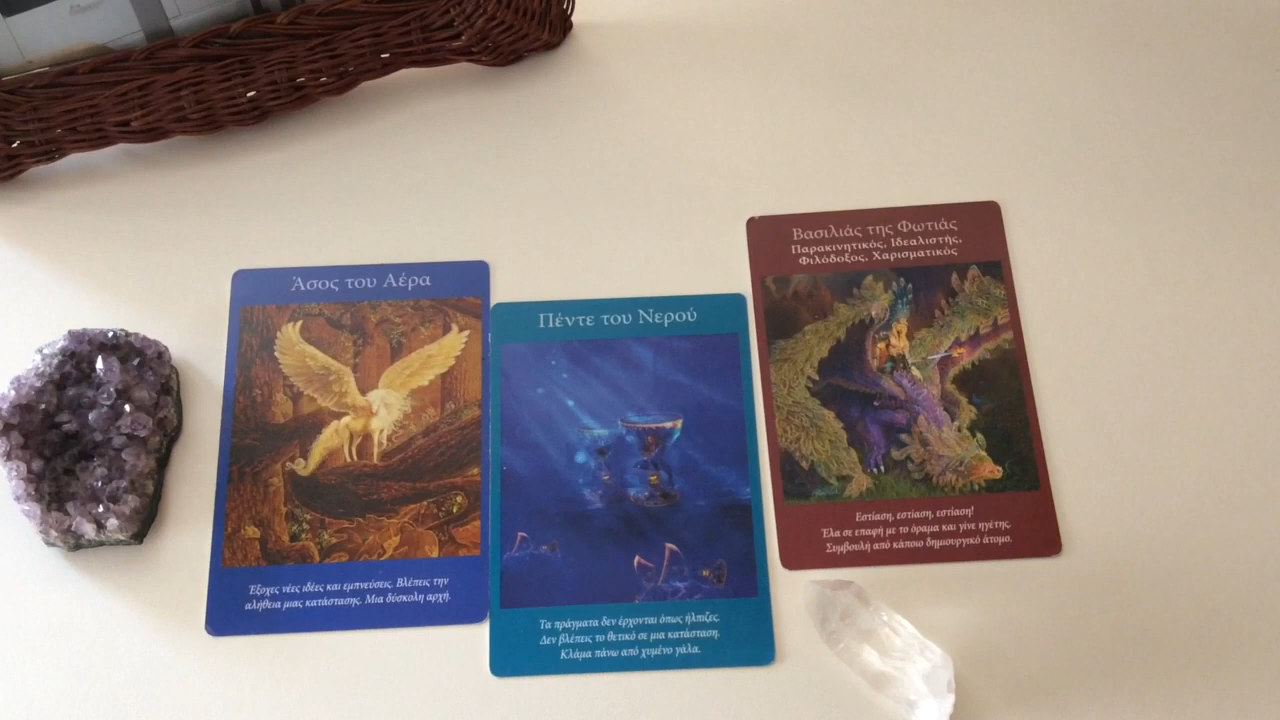 Άσος του Αέρα
Έξοχες νέες ιδέες και εμπνεύσεις. Βλέπεις την
αλήθεια μιας κατάστασης. Μια δύσκολη αρχή.
Πέντε του Νερού
Τα πράγματα δεν έρχονται όπως ήλπιζες.
Δεν βλέπεις το θετικό σε μια κατάσταση.
Κλάμα πάνω από χυμένο γάλα.
Βασιλιάς της Φωτιάς
Παρακινητικός, Ιδεαλιστής,
Φιλόδοξος, Χαρισματικός
Εστίαση, εστίαση, εστίαση!
Έλα σε επαφή με το όραμα και γίνε ηγέτης.
Συμβουλή από κάποιο δημιουργικό άτομο.